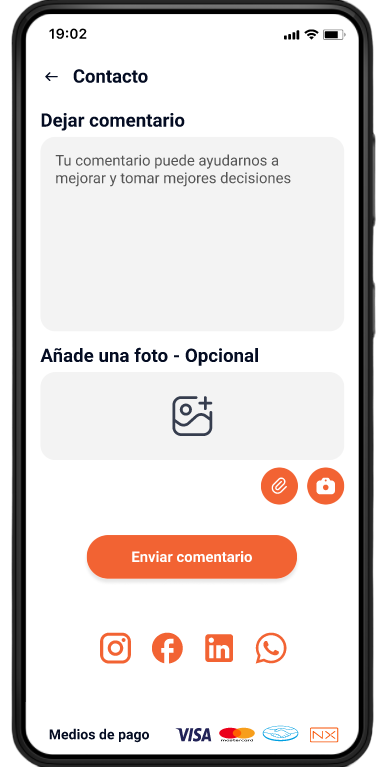 19:02
Contacto
Dejar comentario
Tu comentario puede ayudarnos a
mejorar y tomar mejores decisiones
Añade una foto - Opcional
Enviar comentario
Medios de pago VISA mastercard NX